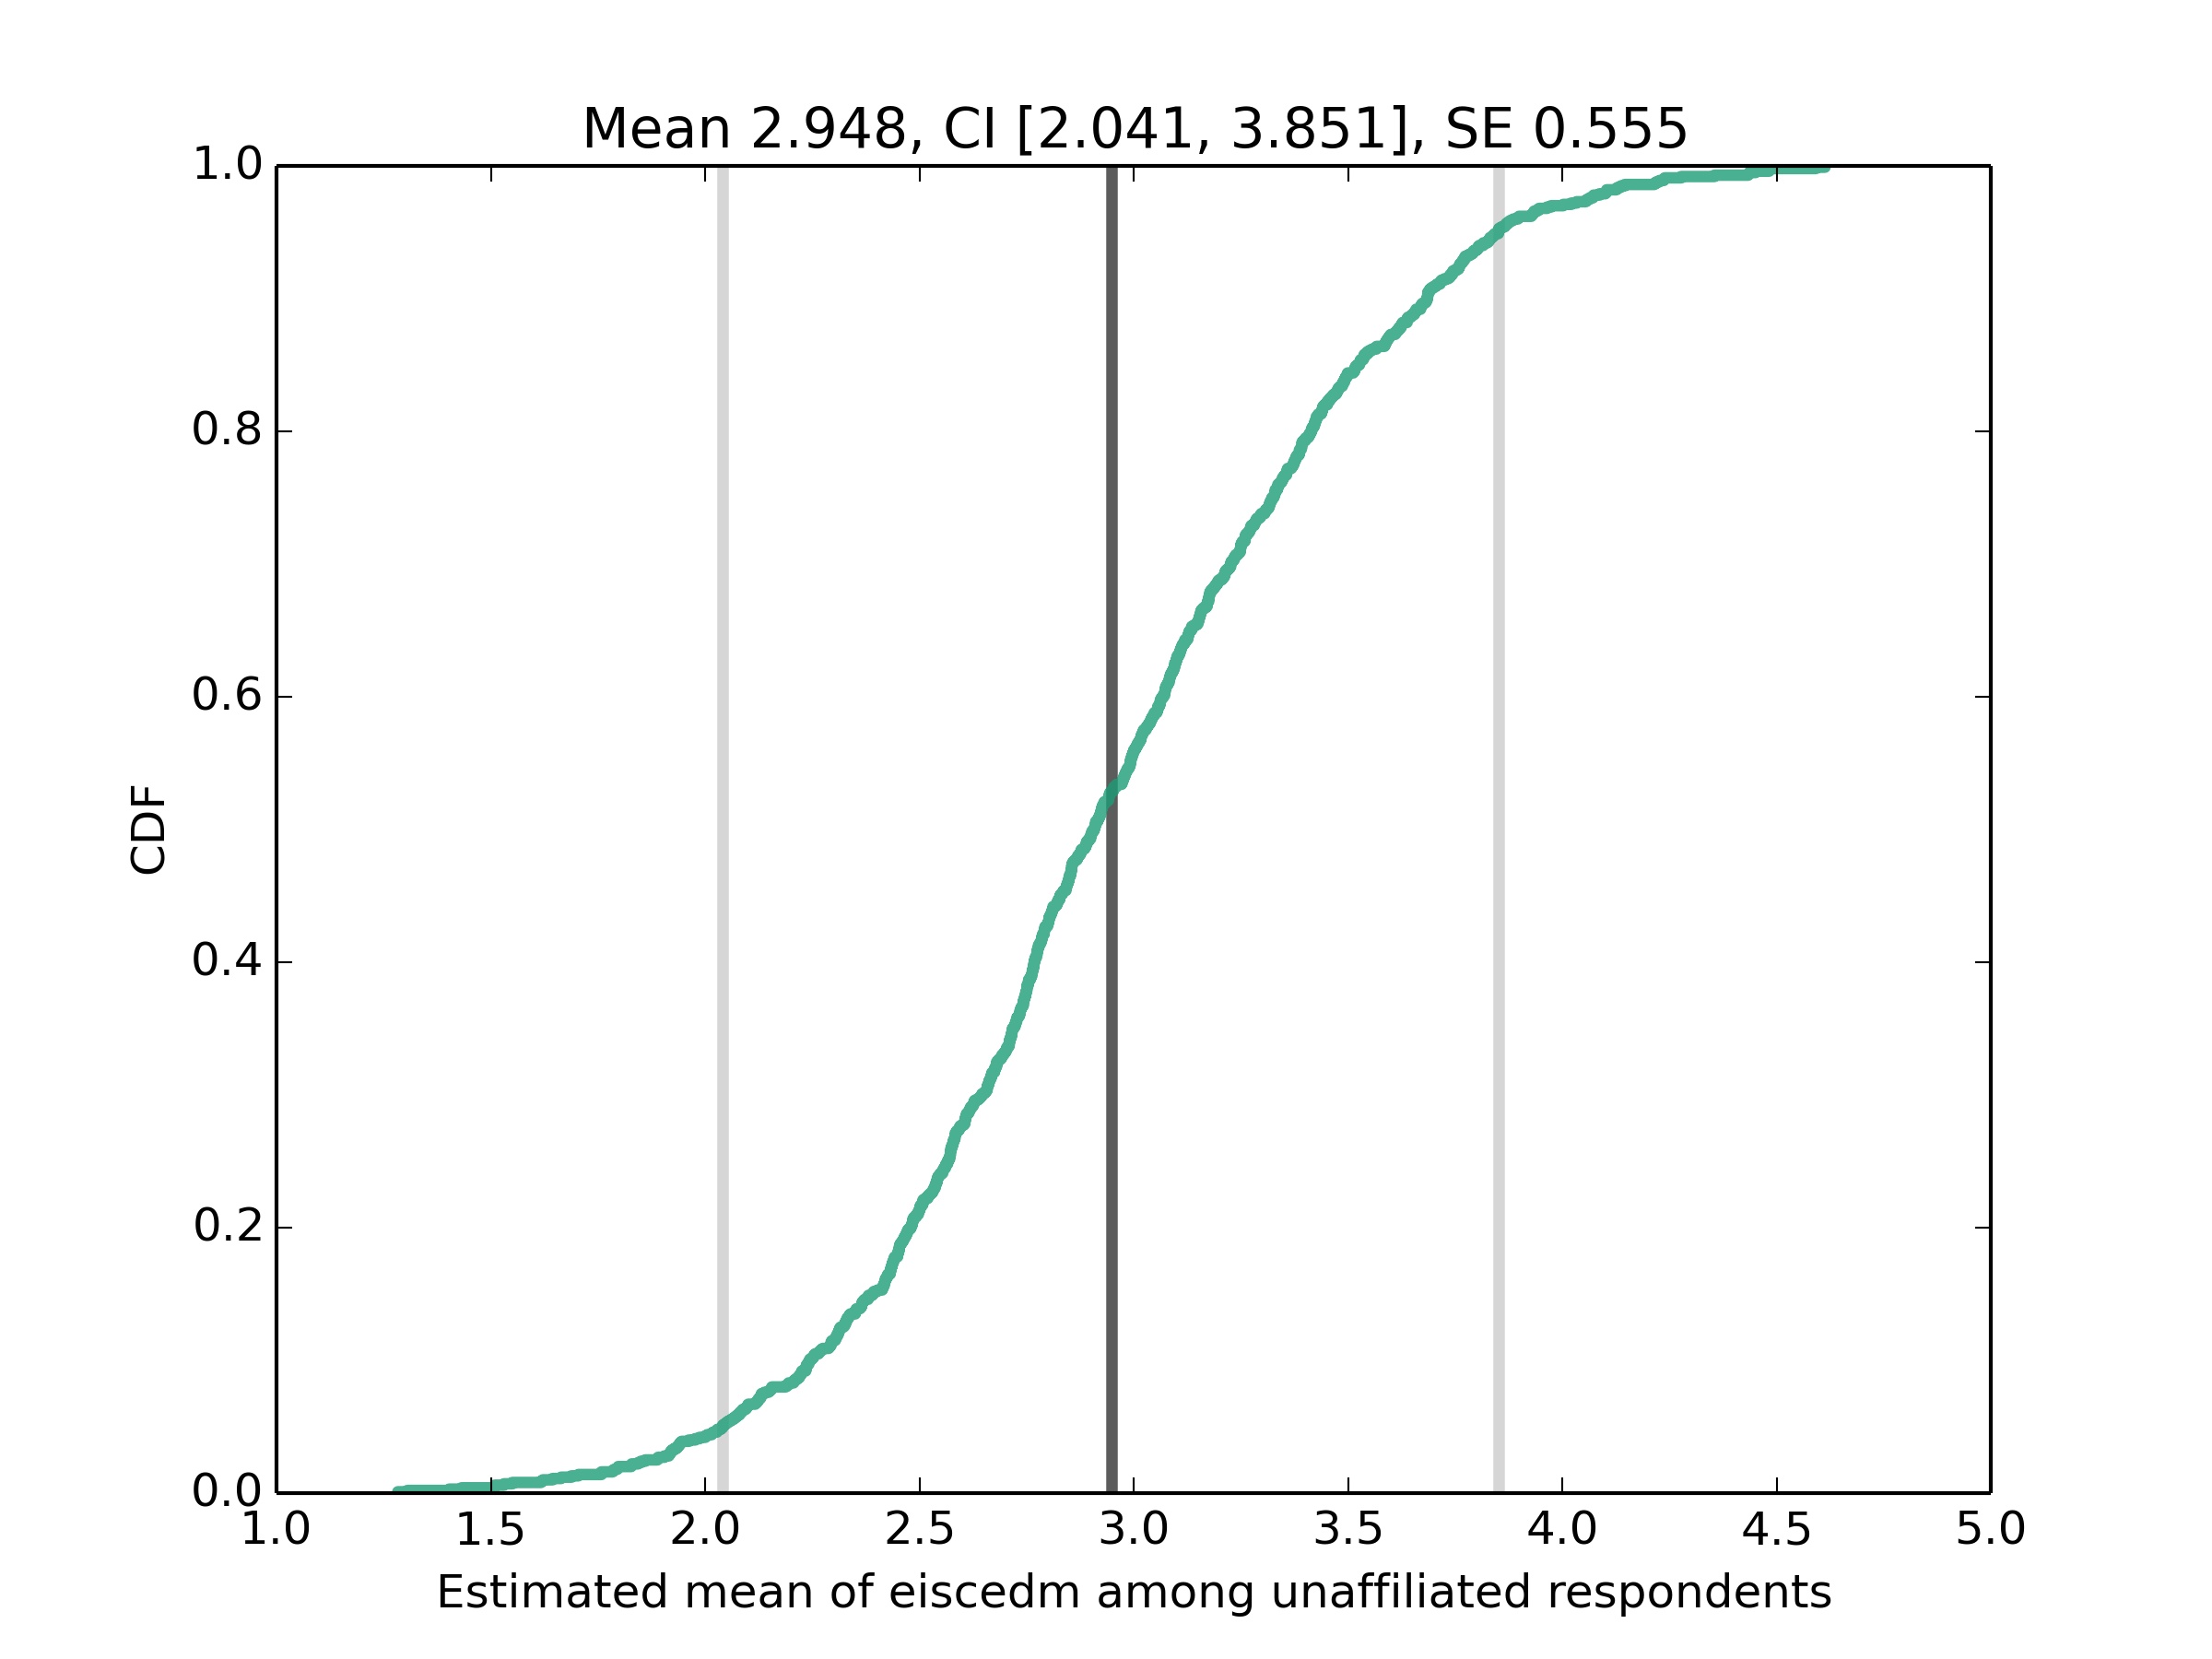 Mean 2.948, CI [2.041, 3.851], SE 0.555
1.0
0.8
0.6
0.4
0.2
0.0
CDF
1.0 1.5 2.0 2.5 3.0 3.5 4.0 4.5 5.0
Estimated mean of eiscedm among unaffiliated respondents